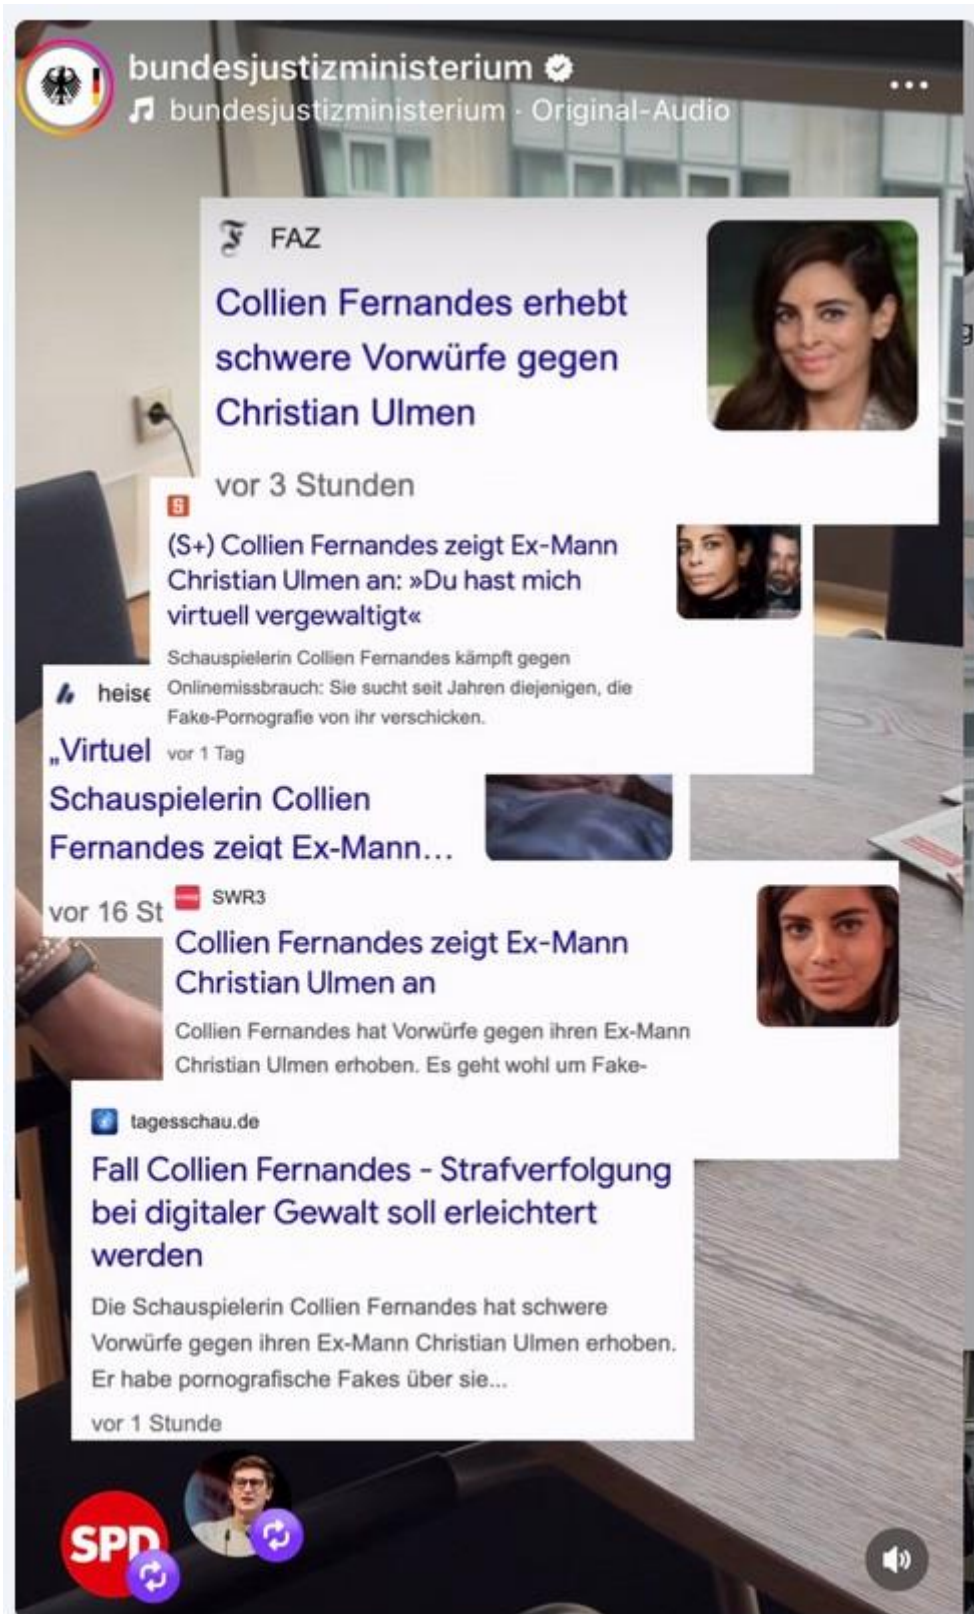 bundesjustizministerium
bundesjustizministerium · Original-Audio
FAZ
Collien Fernandes erhebt
schwere Vorwürfe gegen
Christian Ulmen
vor 3 Stunden
S
(S+) Collien Fernandes zeigt Ex-Mann
Christian Ulmen an: »Du hast mich
virtuell vergewaltigt«
Schauspielerin Collien Fernandes kämpft gegen
Onlinemissbrauch: Sie sucht seit Jahren diejenigen, die
Fake-Pornografie von ihr verschicken.
vor 1 Tag
heise
„Virtuel
Schauspielerin Collien
Fernandes zeigt Ex-Mann...
vor 16 St
SWR3
Collien Fernandes zeigt Ex-Mann
Christian Ulmen an
Collien Fernandes hat Vorwürfe gegen ihren Ex-Mann
Christian Ulmen erhoben. Es geht wohl um Fake-
tagesschau.de
Fall Collien Fernandes - Strafverfolgung
bei digitaler Gewalt soll erleichtert
werden
Die Schauspielerin Collien Fernandes hat schwere
Vorwürfe gegen ihren Ex-Mann Christian Ulmen erhoben.
Er habe pornografische Fakes über sie...
vor 1 Stunde
SPD